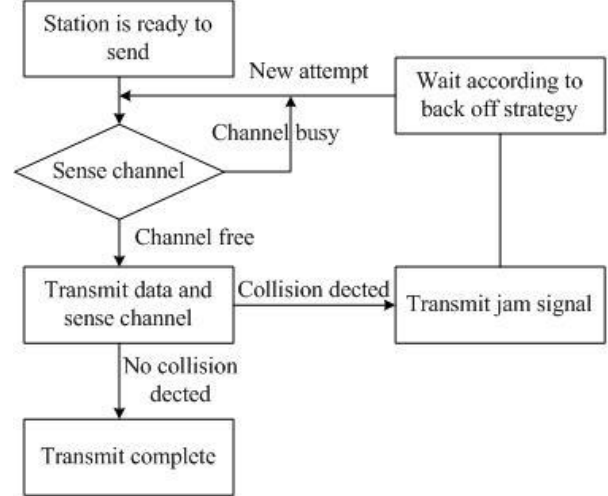 Station is ready to
send
New attempt
Wait according to
back off strategy
Channel busy
Sense channel
Channel free
Transmit data and
sense channel
Collision dected
Transmit jam signal
No collision
dected
Transmit complete